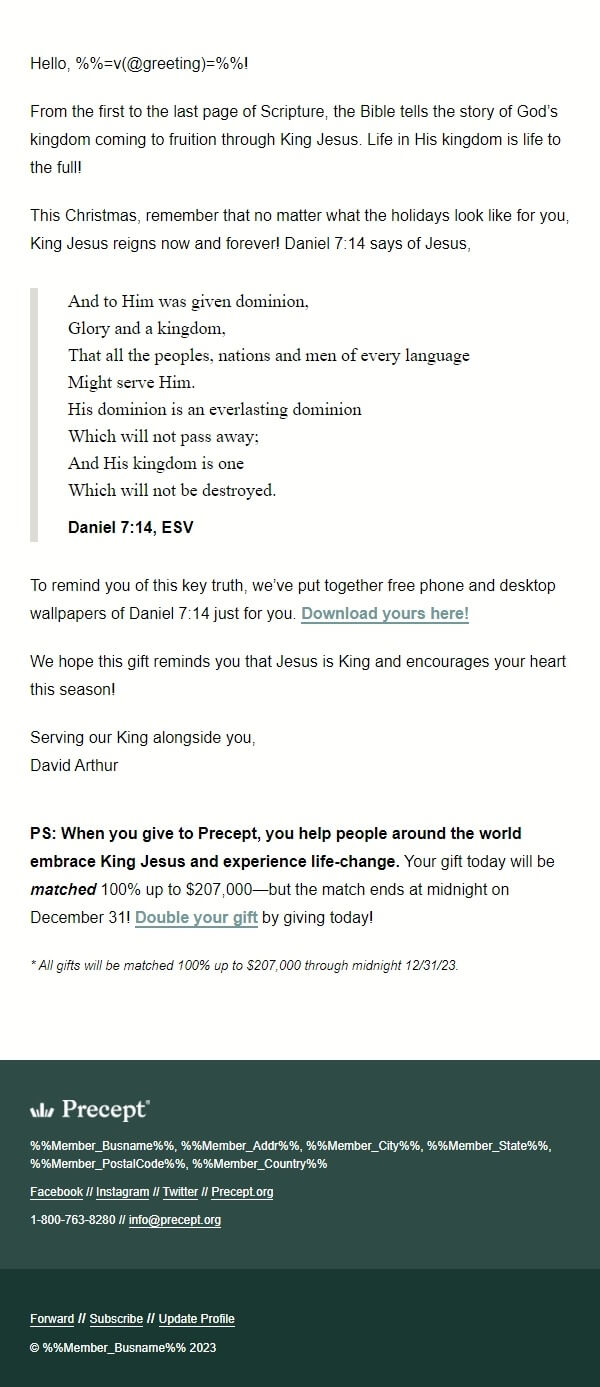 Hello, %%=v(@greeting)=%%!
From the first to the last page of Scripture, the Bible tells the story of God's
kingdom coming to fruition through King Jesus. Life in His kingdom is life to
the full!
This Christmas, remember that no matter what the holidays look like for you,
King Jesus reigns now and forever! Daniel 7:14 says of Jesus,
And to Him was given dominion,
Glory and a kingdom,
That all the peoples, nations and men of every language
Might serve Him.
His dominion is an everlasting dominion
Which will not pass away;
And His kingdom is one
Which will not be destroyed.
Daniel 7:14, ESV
To remind you of this key truth, we've put together free phone and desktop
wallpapers of Daniel 7:14 just for you. Download yours here!
We hope this gift reminds you that Jesus is King and encourages your heart
this season!
Serving our King alongside you,
David Arthur
PS: When you give to Precept, you help people around the world
embrace King Jesus and experience life-change. Your gift today will be
matched 100% up to $207,000—but the match ends at midnight on
December 31! Double your gift by giving today!
* All gifts will be matched 100% up to $207,000 through midnight 12/31/23.
Precept®
%%Member_Busname%%, %%Member_Addr%%, %%Member_City%%, %%Member_State%%,
%%Member_PostalCode%%, %%Member_Country%%
Facebook // Instagram // Twitter // Precept.org
1-800-763-8280 // info@precept.org
Forward // Subscribe // Update Profile
© %%Member_Busname%% 2023